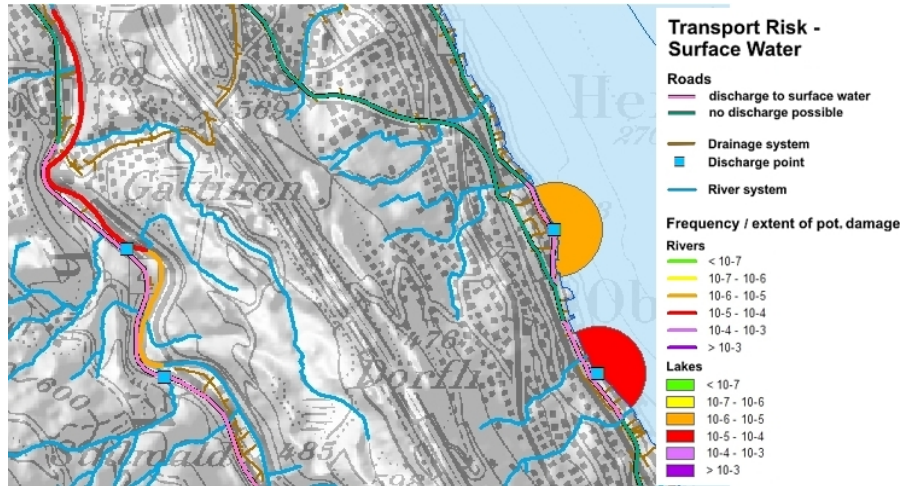 Transport Risk -
Surface Water
Roads
discharge to surface water
no discharge possible
Drainage system
Discharge point
River system
Frequency / extent of pot. damage
Rivers
< 10-7
10-7 - 10-6
10-6 - 10-5
10-5 - 10-4
10-4 - 10-3
> 10-3
Lakes
< 10-7
10-7 - 10-6
10-6 - 10-5
10-5 - 10-4
10-4 - 10-3
> 10-3
468
Gattikon
Dorfh
476
600
485